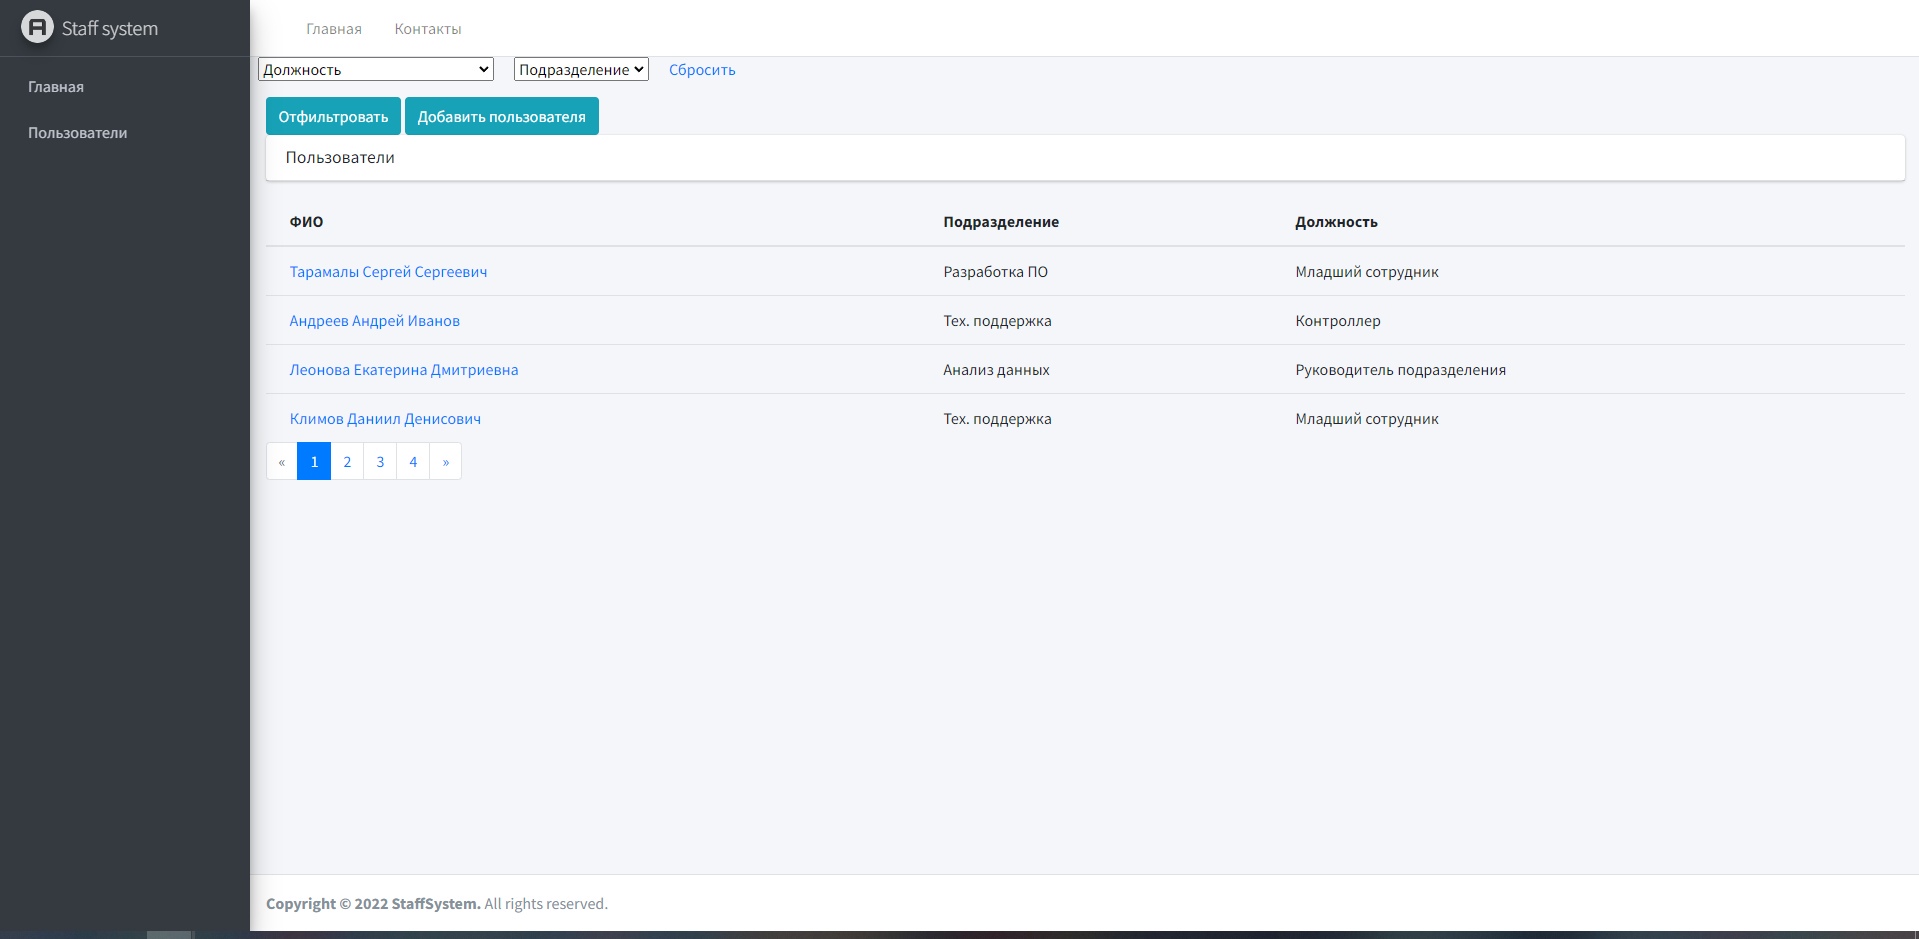 Staff system
Главная Контакты
Главная
Пользователи
Должность Подразделение Сбросить
Отфильтровать Добавить пользователя
Пользователи
ФИО Подразделение Должность
Тарамалы Сергей Сергеевич Разработка ПО Младший сотрудник
Андреев Андрей Иванов Тех. поддержка Контроллер
Леонова Екатерина Дмитриевна Анализ данных Руководитель подразделения
Климов Даниил Денисович Тех. поддержка Младший сотрудник
« 1 2 3 4 »
Copyright © 2022 StaffSystem. All rights reserved.